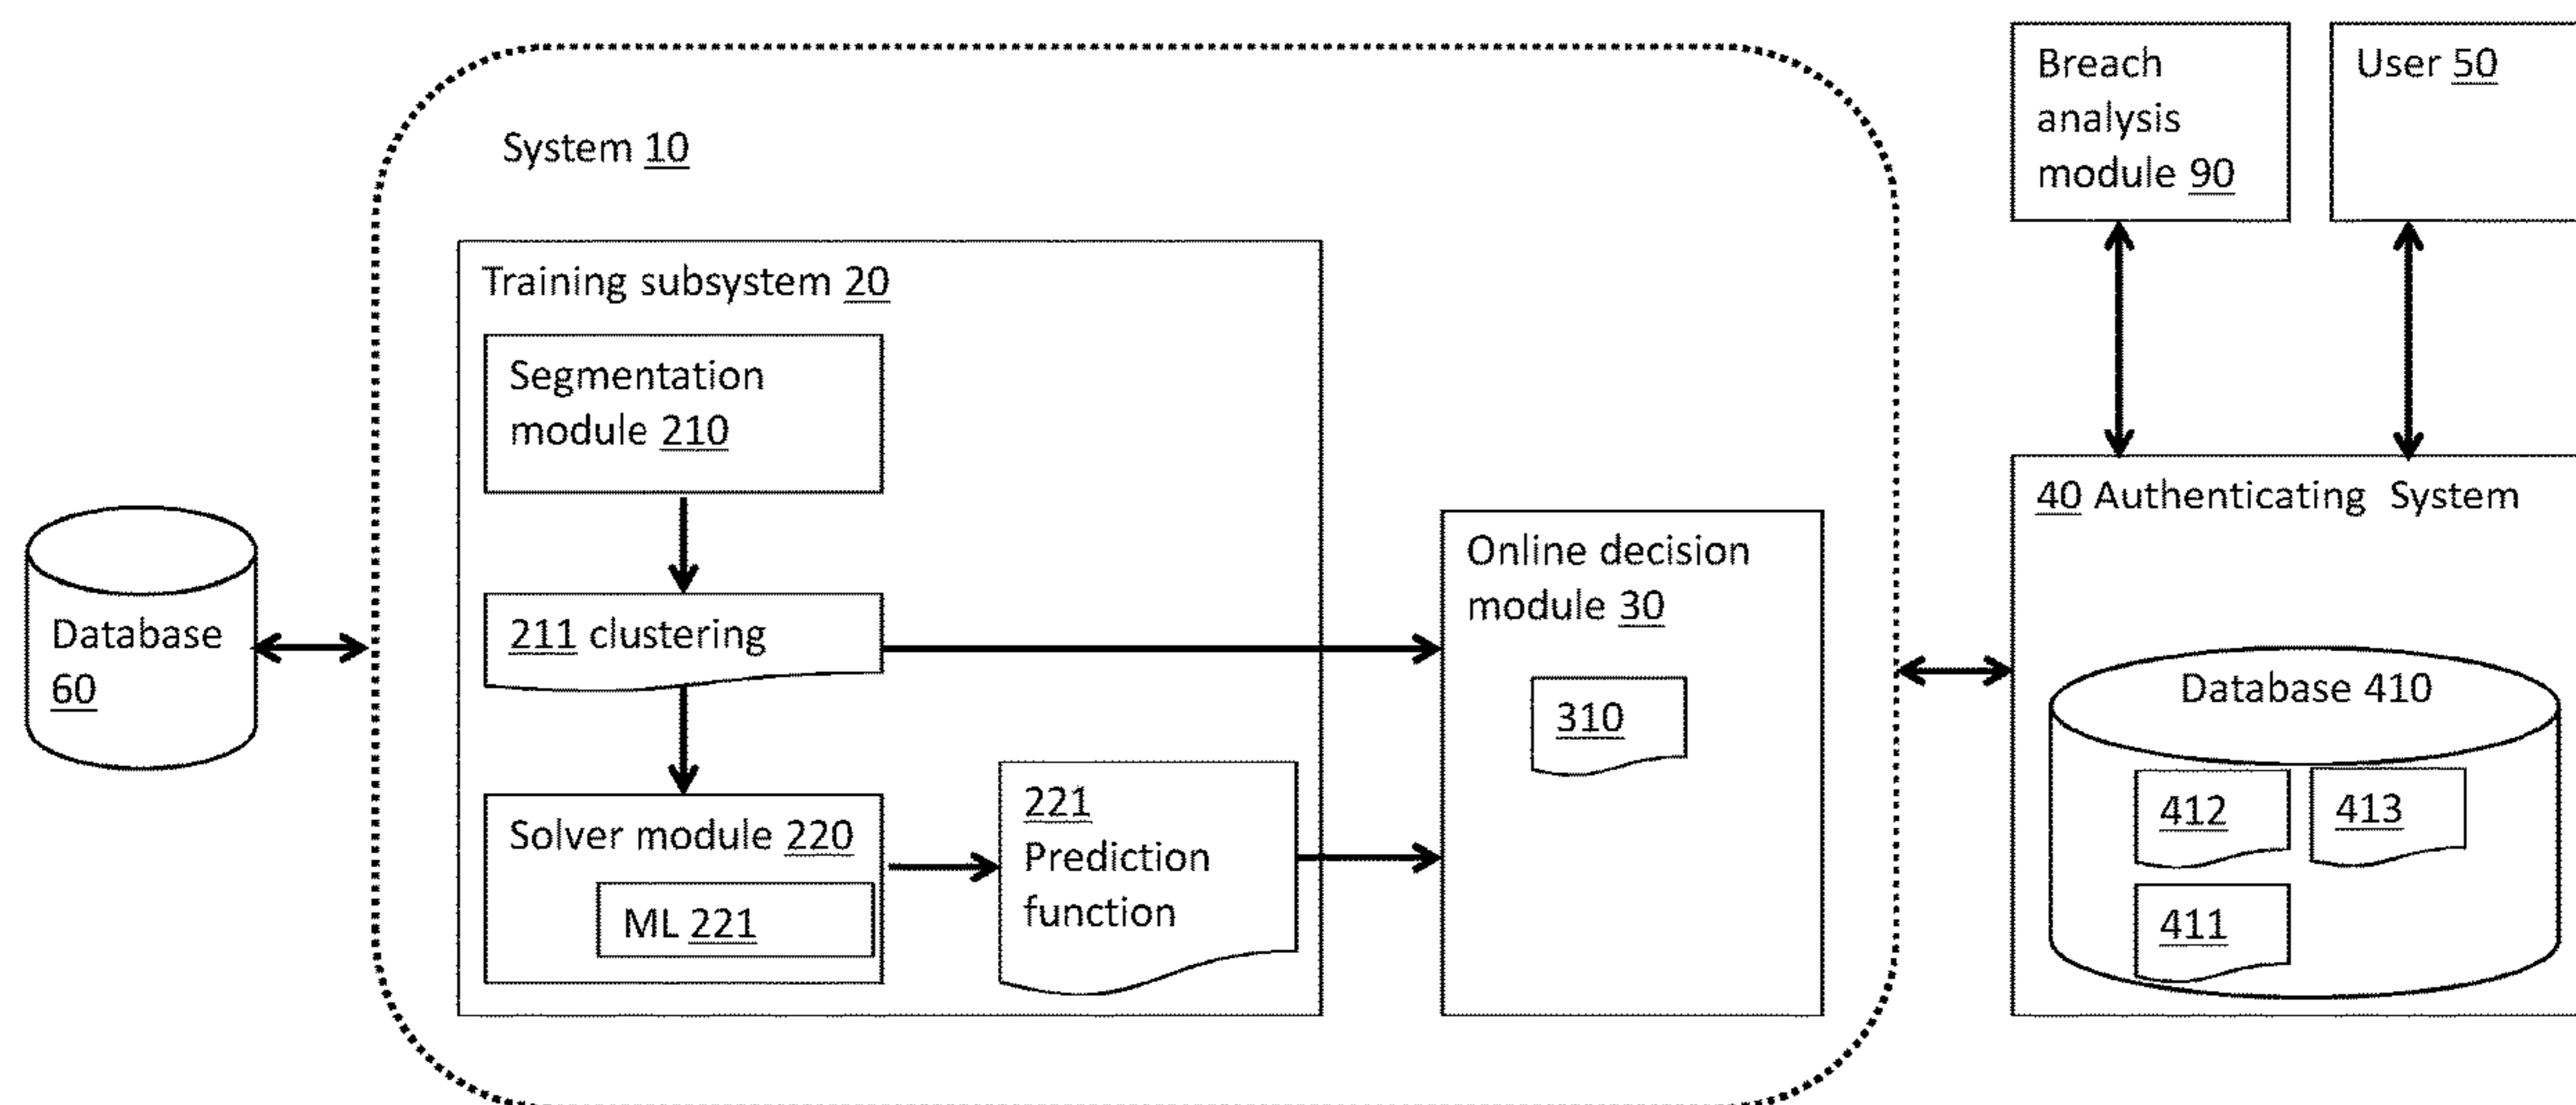 System 10
Breach
analysis
module 90
User 50
Training subsystem 20
Segmentation
module 210
211 clustering
Solver module 220
ML 221
221
Prediction
function
Database
60
Online decision
module 30
310
40 Authenticating System
Database 410
412
413
411